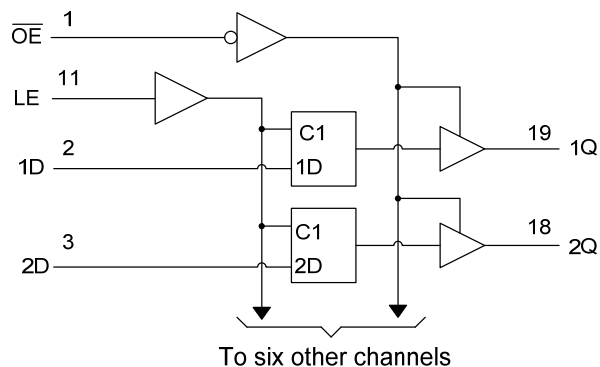 O̅E̅ 1
LE 11
C1
1D 2
1D
19 1Q
C1
2D 3
2D
18 2Q
To six other channels